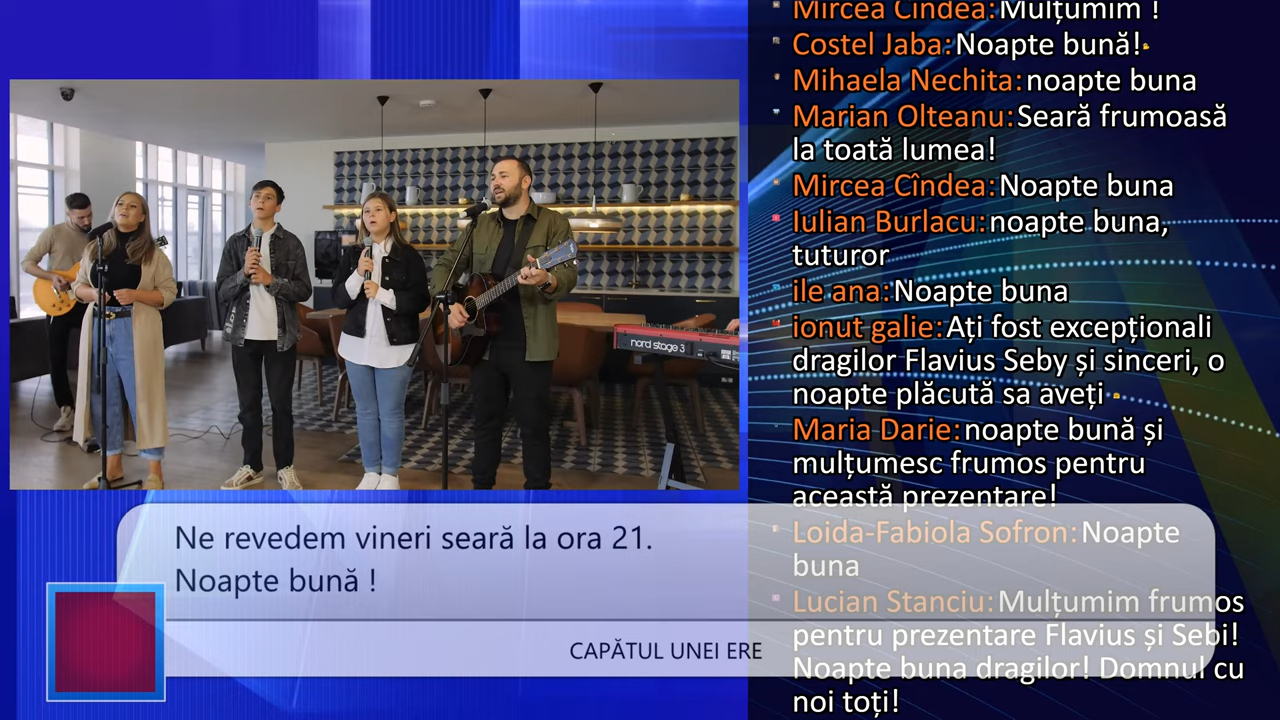 Mircea Cîndea: Mulțumim !
Costel Jaba: Noapte bună!
Mihaela Nechita: noapte buna
Marian Olteanu: Seară frumoasă
la toată lumea!
Mircea Cîndea: Noapte buna
Iulian Burlacu: noapte buna,
tuturor
ile ana: Noapte buna
ionut galie: Ați fost excepționali
dragilor Flavius Seby și sinceri, o
noapte plăcută sa aveți
Maria Darie: noapte bună și
mulțumesc frumos pentru
această prezentare!
Loida-Fabiola Sofron: Noapte
buna
Lucian Stanciu: Mulțumim frumos
pentru prezentare Flavius și Sebi!
Noapte buna dragilor! Domnul cu
noi toți!
nord stage 3
Ne revedem vineri seară la ora 21.
Noapte bună !
CAPĂTUL UNEI ERE